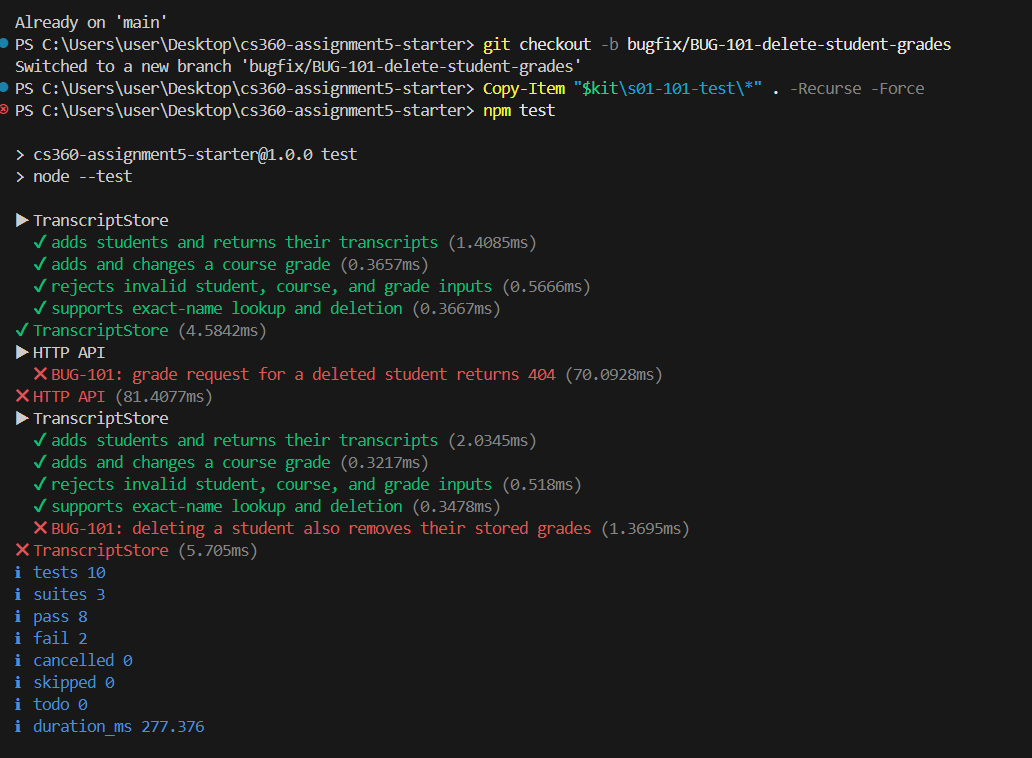 Already on 'main'
PS C:\Users\user\Desktop\cs360-assignment5-starter> git checkout -b bugfix/BUG-101-delete-student-grades
Switched to a new branch 'bugfix/BUG-101-delete-student-grades'
PS C:\Users\user\Desktop\cs360-assignment5-starter> Copy-Item "$kit\s01-101-test\*" . -Recurse -Force
PS C:\Users\user\Desktop\cs360-assignment5-starter> npm test
> cs360-assignment5-starter@1.0.0 test
> node --test
▶ TranscriptStore
✔ adds students and returns their transcripts (1.4085ms)
✔ adds and changes a course grade (0.3657ms)
✔ rejects invalid student, course, and grade inputs (0.5666ms)
✔ supports exact-name lookup and deletion (0.3667ms)
✔ TranscriptStore (4.5842ms)
▶ HTTP API
✖ BUG-101: grade request for a deleted student returns 404 (70.0928ms)
✖ HTTP API (81.4077ms)
▶ TranscriptStore
✔ adds students and returns their transcripts (2.0345ms)
✔ adds and changes a course grade (0.3217ms)
✔ rejects invalid student, course, and grade inputs (0.518ms)
✔ supports exact-name lookup and deletion (0.3478ms)
✖ BUG-101: deleting a student also removes their stored grades (1.3695ms)
✖ TranscriptStore (5.705ms)
ℹ tests 10
ℹ suites 3
ℹ pass 8
ℹ fail 2
ℹ cancelled 0
ℹ skipped 0
ℹ todo 0
ℹ duration_ms 277.376